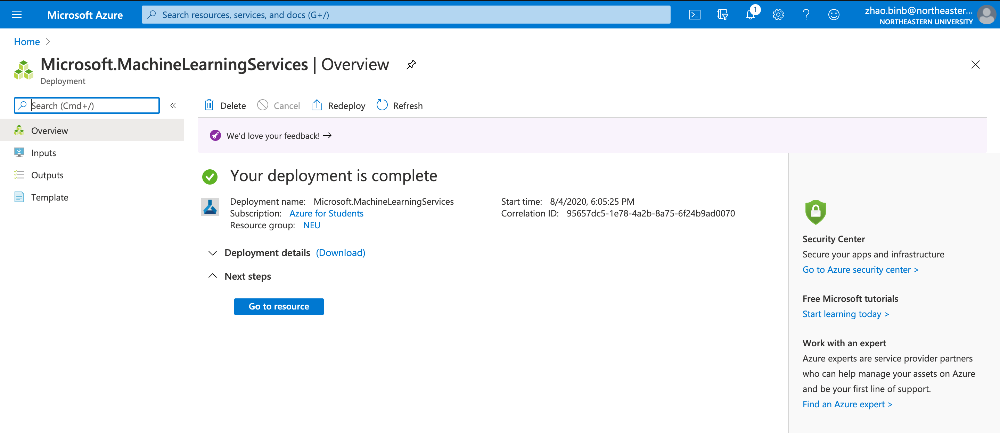 Microsoft Azure
Search resources, services, and docs (G+/)
1
zhao.binb@northeaster...
NORTHEASTERN UNIVERSITY
Home
Microsoft.MachineLearningServices | Overview
Deployment
Search (Cmd+/)
Delete
Cancel
Redeploy
Refresh
Overview
Inputs
Outputs
Template
We'd love your feedback! →
Your deployment is complete
Deployment name: Microsoft.MachineLearningServices
Subscription: Azure for Students
Resource group: NEU
Start time: 8/4/2020, 6:05:25 PM
Correlation ID: 95657dc5-1e78-4a2b-8a75-6f24b9ad0070
Deployment details (Download)
Next steps
Go to resource
Security Center
Secure your apps and infrastructure
Go to Azure security center >
Free Microsoft tutorials
Start learning today >
Work with an expert
Azure experts are service provider partners
who can help manage your assets on Azure
and be your first line of support.
Find an Azure expert >